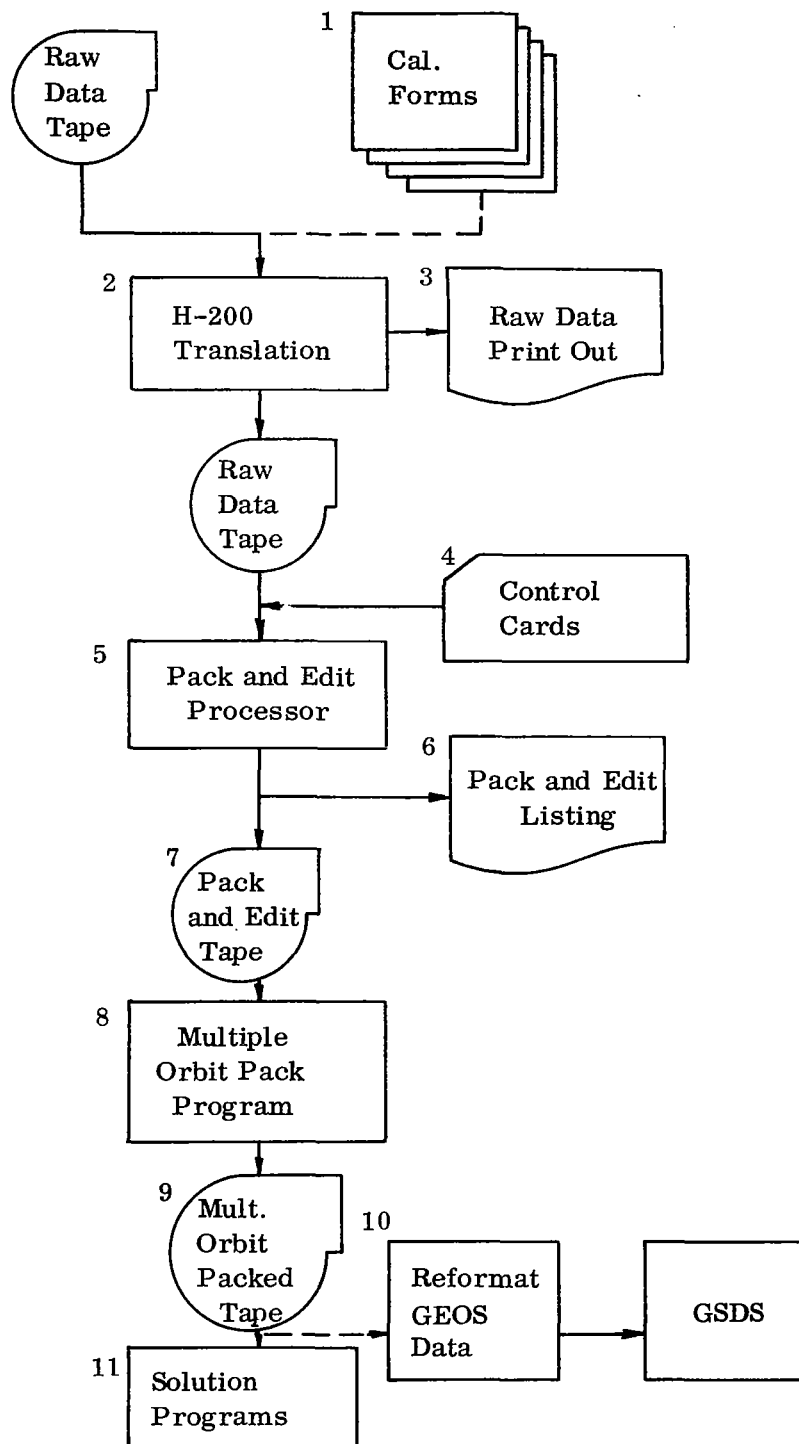 1
Raw
Data
Tape
Cal.
Forms
2
H-200
Translation
3
Raw Data
Print Out
Raw
Data
Tape
4
Control
Cards
5
Pack and Edit
Processor
6
Pack and Edit
Listing
7
Pack
and Edit
Tape
8
Multiple
Orbit Pack
Program
9
Mult.
Orbit
Packed
Tape
10
Reformat
GEOS
Data
GSDS
11
Solution
Programs